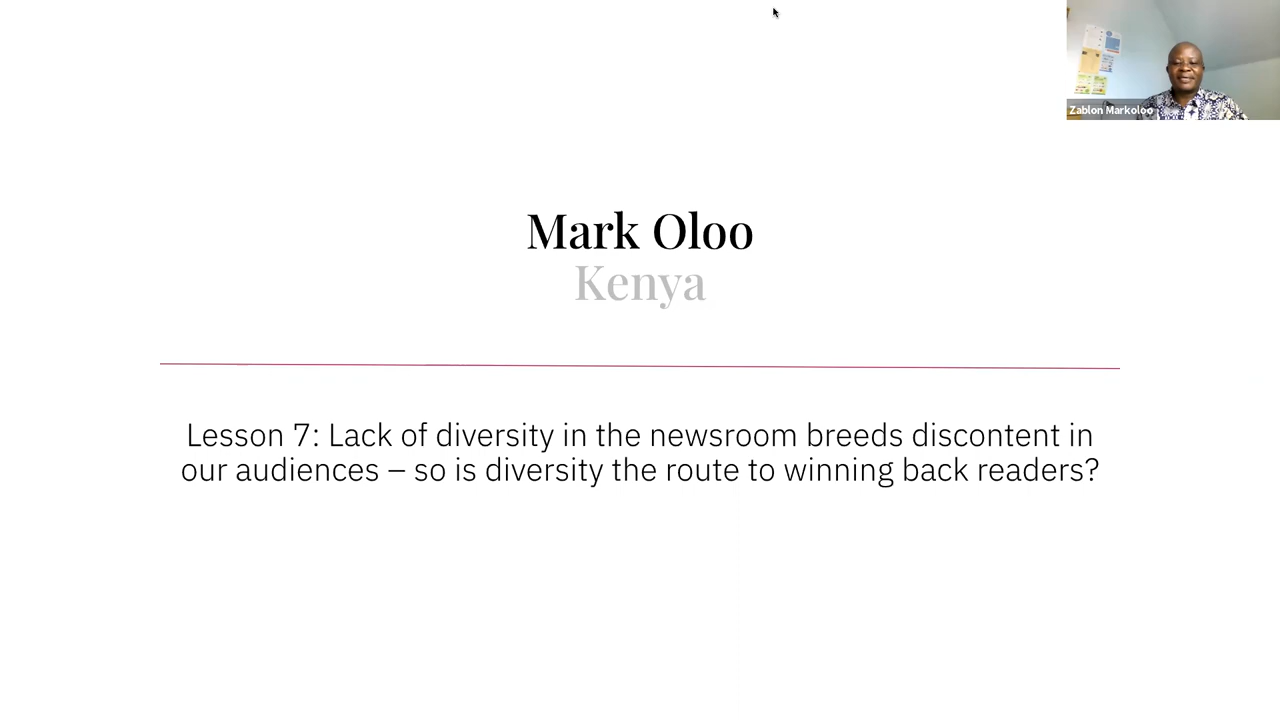 Zablon Markoloo
Mark Oloo
Kenya
Lesson 7: Lack of diversity in the newsroom breeds discontent in
our audiences – so is diversity the route to winning back readers?